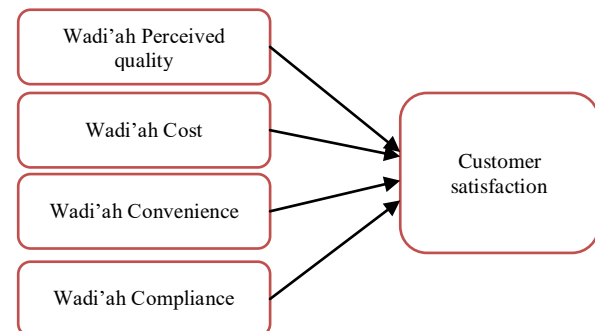 Wadi’ah Perceived
quality
Wadi’ah Cost
Wadi’ah Convenience
Wadi’ah Compliance
Customer
satisfaction